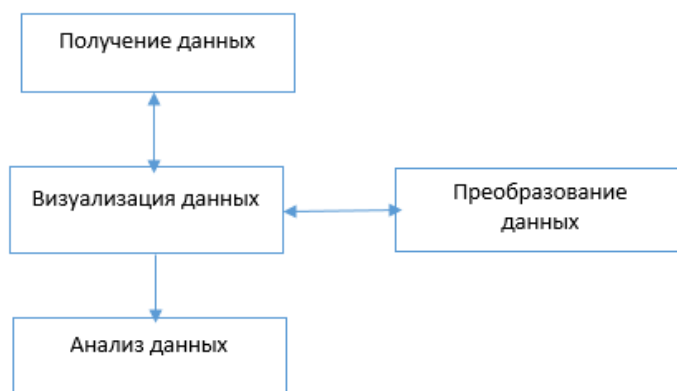 Получение данных
Визуализация данных
Преобразование
данных
Анализ данных